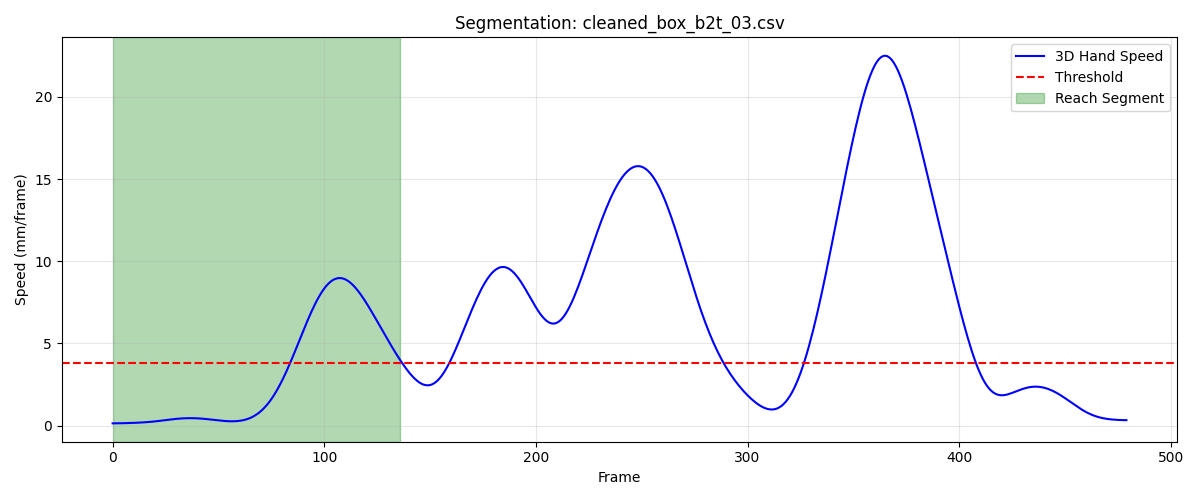 Segmentation: cleaned_box_b2t_03.csv
3D Hand Speed
Threshold
Reach Segment
Speed (mm/frame)
20
15
10
5
0
0 100 200 300 400 500
Frame